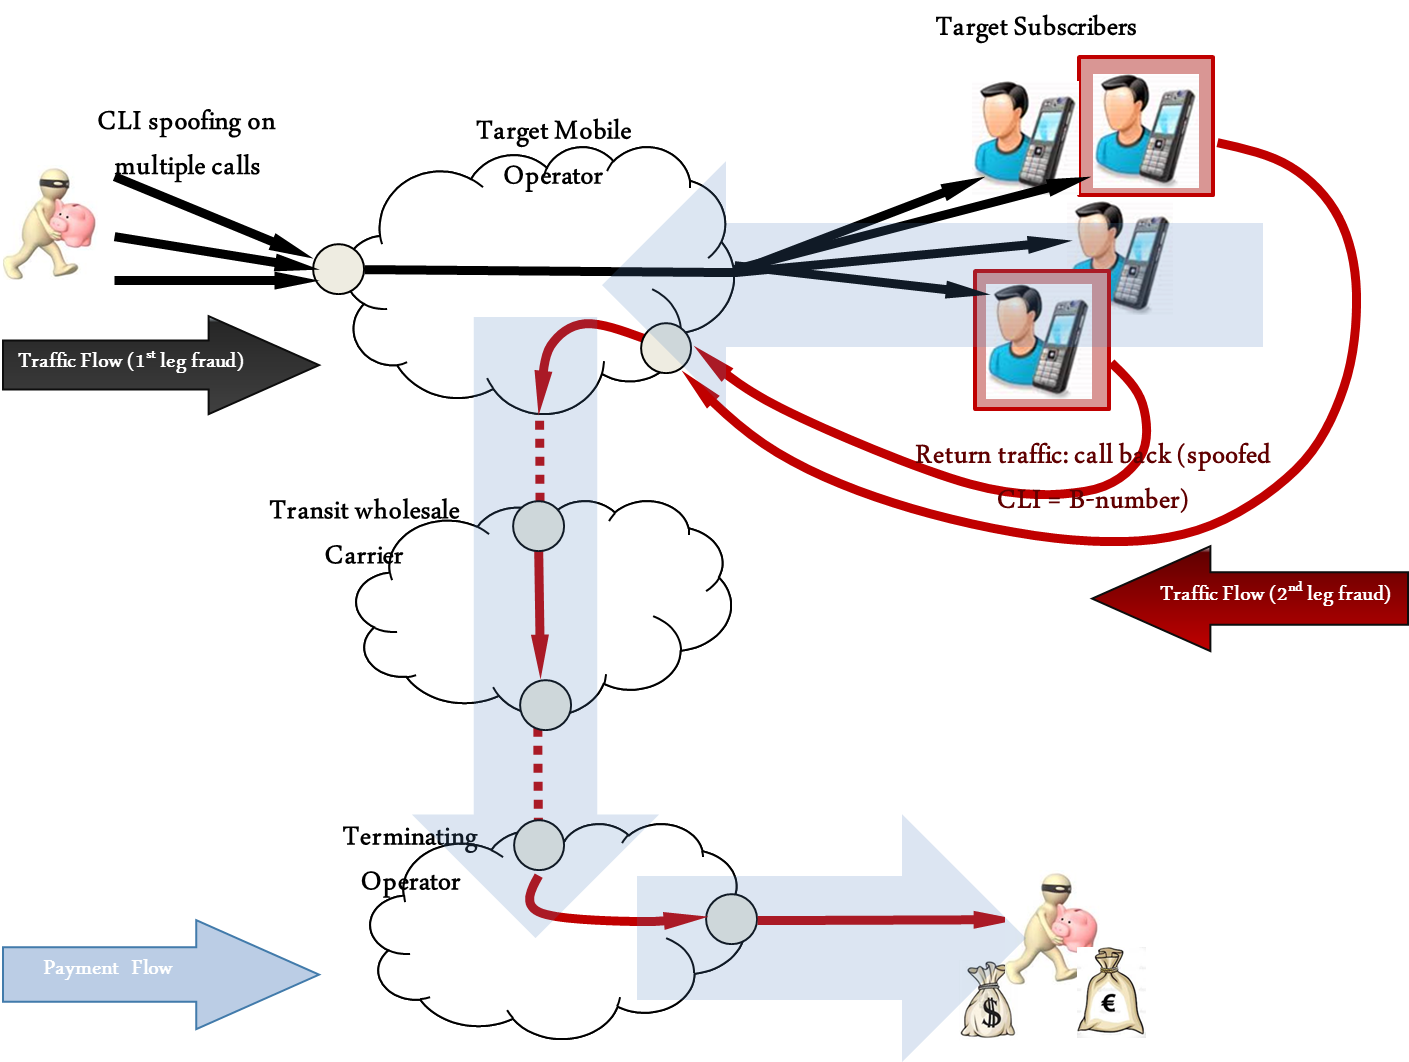 Target Subscribers
CLI spoofing on
multiple calls
Target Mobile
Operator
Traffic Flow (1st leg fraud)
Return traffic: call back (spoofed
CLI = B-number)
Transit wholesale
Carrier
Traffic Flow (2nd leg fraud)
Terminating
Operator
Payment Flow
$
€